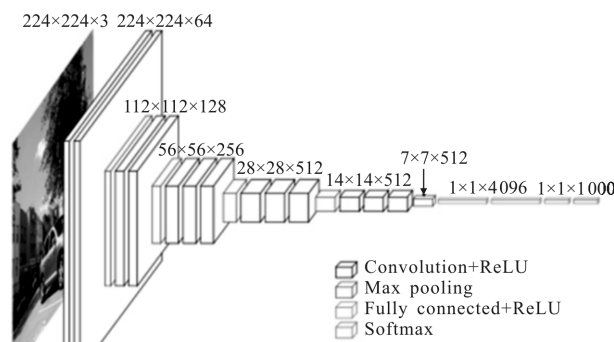 224×224×3 224×224×64
112×112×128
56×56×256
28×28×512
14×14×512
7×7×512
1×1×4096 1×1×1000
Convolution+ReLU
Max pooling
Fully connected+ReLU
Softmax